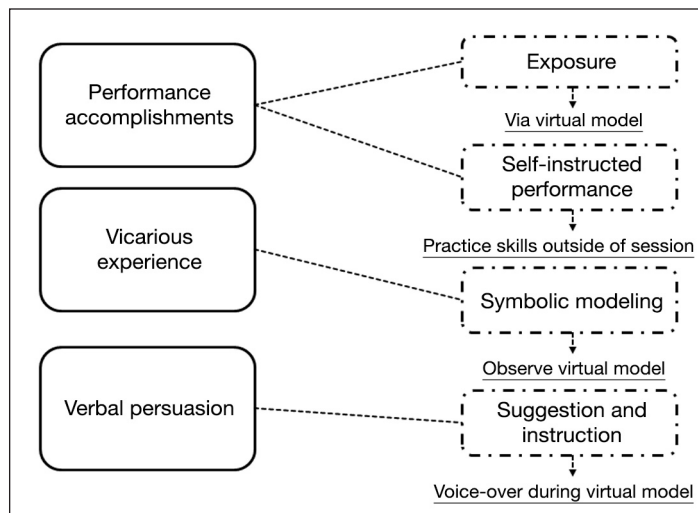 Performance
accomplishments
Exposure
Via virtual model
Self-instructed
performance
Practice skills outside of session
Vicarious
experience
Symbolic modeling
Observe virtual model
Verbal persuasion
Suggestion and
instruction
Voice-over during virtual model